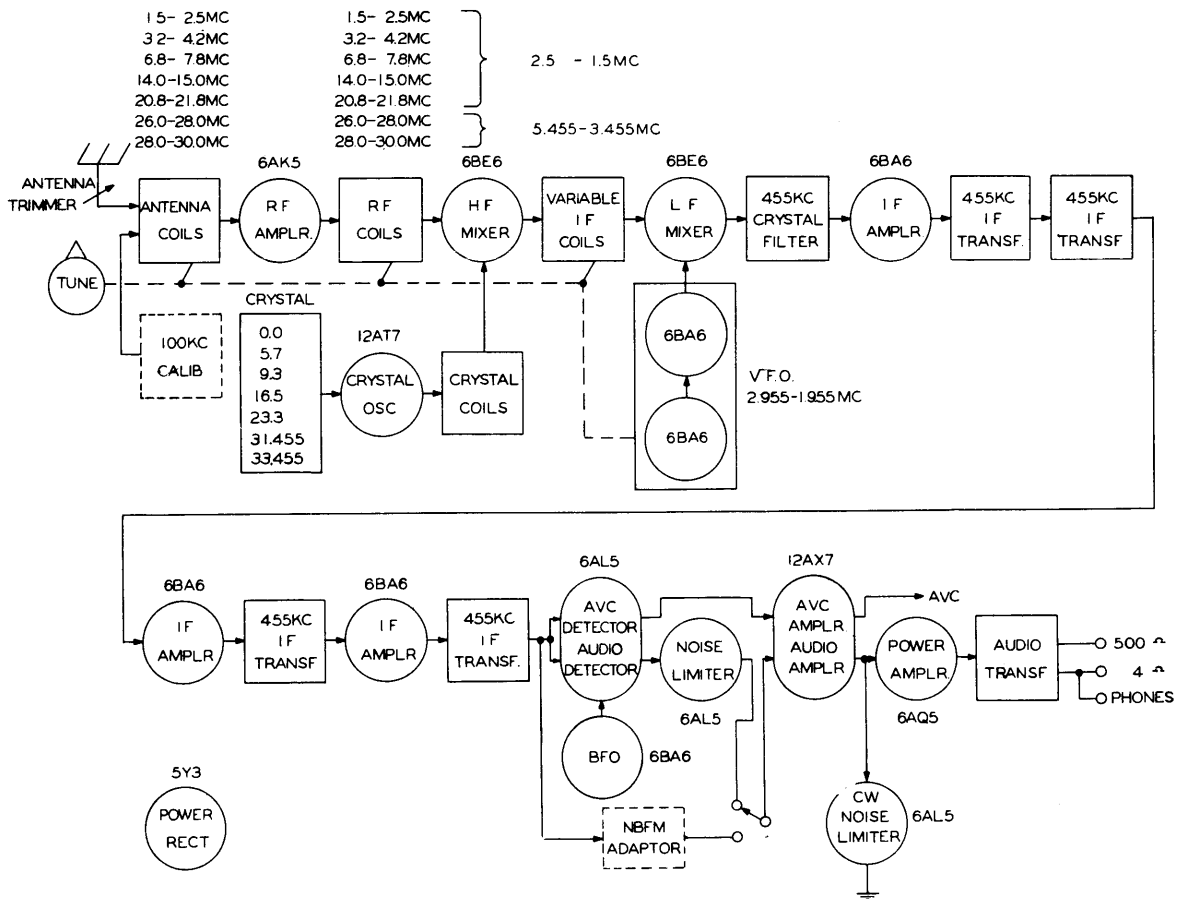 1.5- 2.5MC
3.2- 4.2MC
6.8- 7.8MC
14.0-15.0MC
20.8-21.8MC
26.0-28.0MC
28.0-30.0MC
1.5- 2.5MC
3.2- 4.2MC
6.8- 7.8MC
14.0-15.0MC
20.8-21.8MC
26.0-28.0MC
28.0-30.0MC
2.5 - 1.5MC
5.455-3.455MC
ANTENNA
TRIMMER
ANTENNA
COILS
6AK5
RF
AMPLR.
RF
COILS
6BE6
HF
MIXER
VARIABLE
IF
COILS
6BE6
LF
MIXER
455KC
CRYSTAL
FILTER
6BA6
IF
AMPLR
455KC
IF
TRANSF.
455KC
IF
TRANSF
TUNE
100KC
CALIB
CRYSTAL
0.0
5.7
9.3
16.5
23.3
31.455
33.455
12AT7
CRYSTAL
OSC
CRYSTAL
COILS
6BA6
6BA6
V.F.O.
2.955-1.955MC
6BA6
IF
AMPLR
455KC
IF
TRANSF
6BA6
IF
AMPLR
455KC
IF
TRANSF.
6AL5
AVC
DETECTOR
AUDIO
DETECTOR
NOISE
LIMITER
6AL5
12AX7
AVC
AMPLR
AUDIO
AMPLR
AVC
POWER
AMPLR.
6AQ5
AUDIO
TRANSF
500 Ω
4 Ω
PHONES
BFO
6BA6
NBFM
ADAPTOR
CW
NOISE
LIMITER
6AL5
5Y3
POWER
RECT